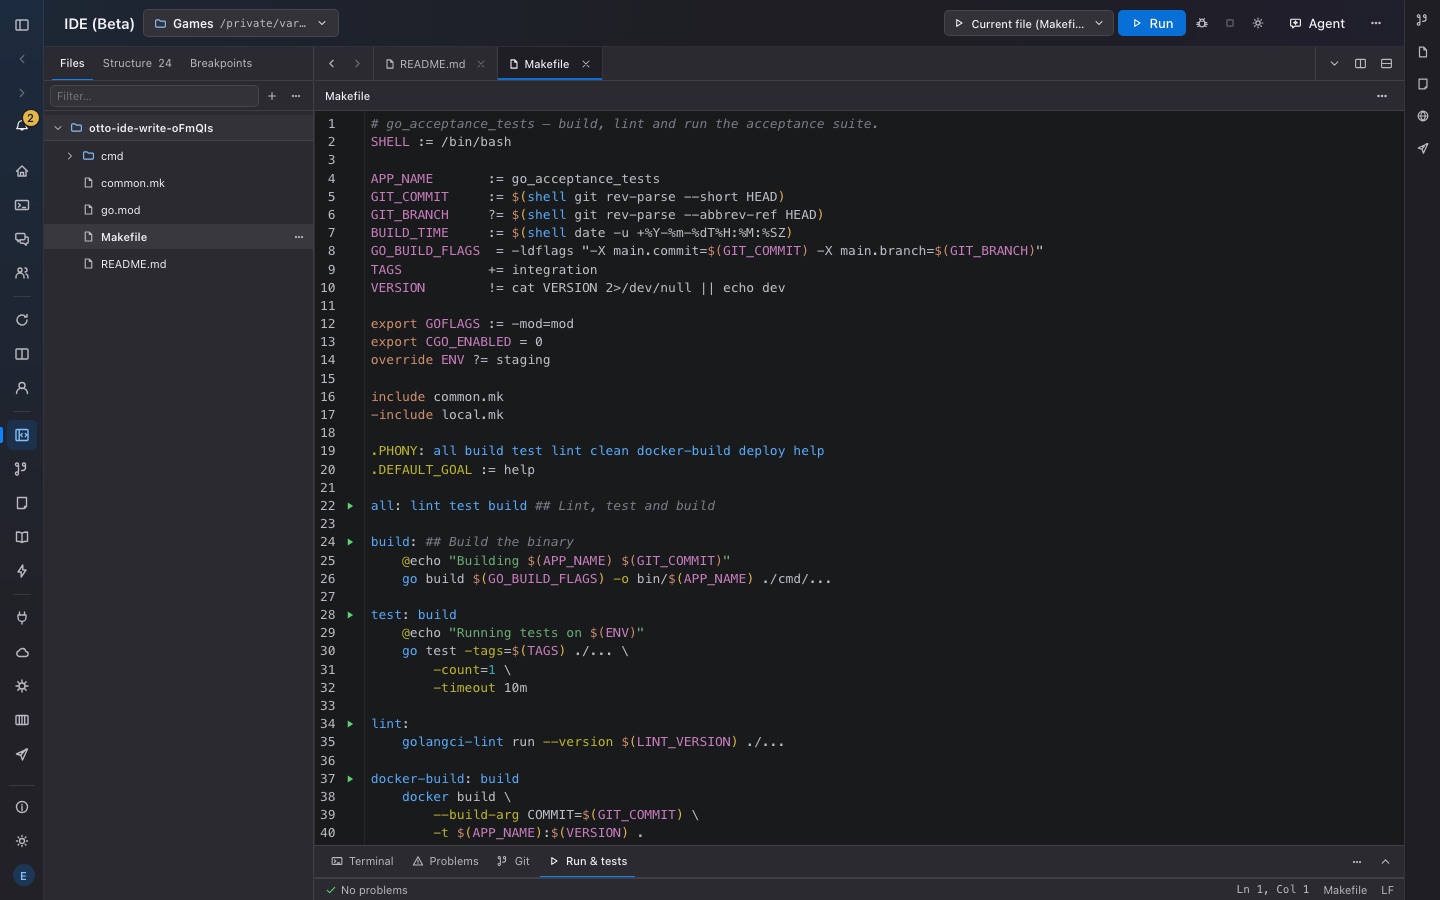 IDE (Beta)
Games /private/var...
Current file (Makefi...
Run
Agent
2
Files
Structure 24
Breakpoints
README.md
Makefile
Filter...
Makefile
otto-ide-write-oFmQIs
cmd
common.mk
go.mod
Makefile
README.md
1 # go_acceptance_tests — build, lint and run the acceptance suite.
2 SHELL := /bin/bash
3
4 APP_NAME       := go_acceptance_tests
5 GIT_COMMIT     := $(shell git rev-parse --short HEAD)
6 GIT_BRANCH     ?= $(shell git rev-parse --abbrev-ref HEAD)
7 BUILD_TIME     := $(shell date -u +%Y-%m-%dT%H:%M:%SZ)
8 GO_BUILD_FLAGS  = -ldflags "-X main.commit=$(GIT_COMMIT) -X main.branch=$(GIT_BRANCH)"
9 TAGS           += integration
10 VERSION        != cat VERSION 2>/dev/null || echo dev
11
12 export GOFLAGS := -mod=mod
13 export CGO_ENABLED = 0
14 override ENV ?= staging
15
16 include common.mk
17 -include local.mk
18
19 .PHONY: all build test lint clean docker-build deploy help
20 .DEFAULT_GOAL := help
21
22 all: lint test build ## Lint, test and build
23
24 build: ## Build the binary
25     @echo "Building $(APP_NAME) $(GIT_COMMIT)"
26     go build $(GO_BUILD_FLAGS) -o bin/$(APP_NAME) ./cmd/...
27
28 test: build
29     @echo "Running tests on $(ENV)"
30     go test -tags=$(TAGS) ./... \
31         -count=1 \
32         -timeout 10m
33
34 lint:
35     golangci-lint run --version $(LINT_VERSION) ./...
36
37 docker-build: build
38     docker build \
39         --build-arg COMMIT=$(GIT_COMMIT) \
40         -t $(APP_NAME):$(VERSION) .
Terminal
Problems
Git
Run & tests
E
No problems
Ln 1, Col 1
Makefile
LF